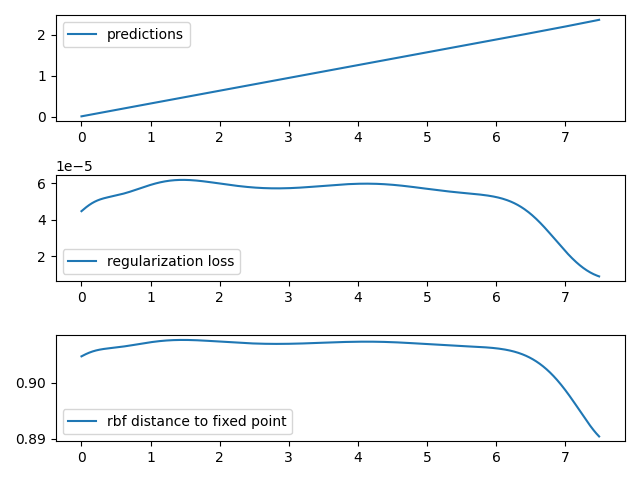 2
1
0
predictions
0 1 2 3 4 5 6 7
1e−5
6
4
2
regularization loss
0 1 2 3 4 5 6 7
0.90
0.89
rbf distance to fixed point
0 1 2 3 4 5 6 7